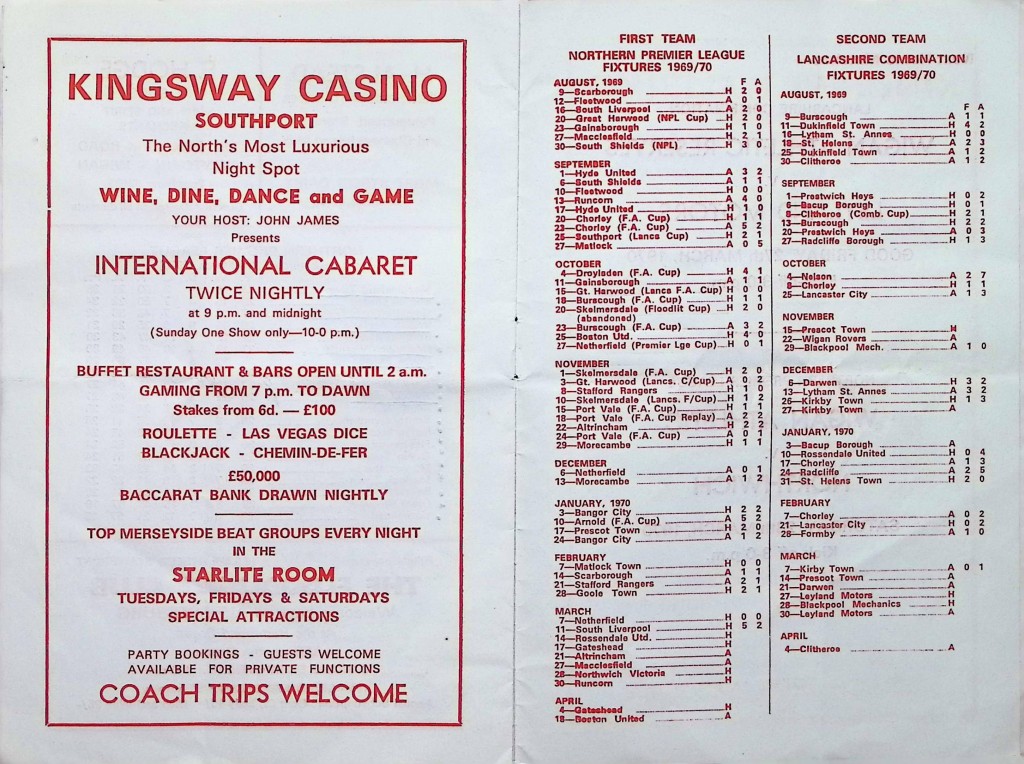 KINGSWAY CASINO
SOUTHPORT
The North's Most Luxurious
Night Spot
WINE, DINE, DANCE and GAME
YOUR HOST: JOHN JAMES
Presents
INTERNATIONAL CABARET
TWICE NIGHTLY
at 9 p.m. and midnight
(Sunday One Show only—10-0 p.m.)
BUFFET RESTAURANT & BARS OPEN UNTIL 2 a.m.
GAMING FROM 7 p.m. TO DAWN
Stakes from 6d. — £100
ROULETTE - LAS VEGAS DICE
BLACKJACK - CHEMIN-DE-FER
£50,000
BACCARAT BANK DRAWN NIGHTLY
TOP MERSEYSIDE BEAT GROUPS EVERY NIGHT
IN THE
STARLITE ROOM
TUESDAYS, FRIDAYS & SATURDAYS
SPECIAL ATTRACTIONS
PARTY BOOKINGS - GUESTS WELCOME
AVAILABLE FOR PRIVATE FUNCTIONS
COACH TRIPS WELCOME
FIRST TEAM
NORTHERN PREMIER LEAGUE
FIXTURES 1969/70
AUGUST, 1969 F A
9—Scarborough H 2 0
12—Fleetwood A 0 1
16—South Liverpool A 2 0
20—Great Harwood (NPL Cup) H 2 0
23—Gainsborough H 1 0
27—Macclesfield H 2 1
30—South Shields (NPL) H 3 0
SEPTEMBER
1—Hyde United A 3 2
6—South Shields A 1 1
10—Fleetwood H 0 0
13—Runcorn A 4 0
17—Hyde United H 1 0
20—Chorley (F.A. Cup) H 1 1
23—Chorley (F.A. Cup) A 5 2
25—Southport (Lancs Cup) H 2 1
27—Matlock A 0 5
OCTOBER
4—Droylsden (F.A. Cup) H 4 1
11—Gainsborough A 1 1
15—Gt. Harwood (Lancs F.A. Cup) H 0 0
18—Burscough (F.A. Cup) H 1 1
20—Skelmersdale (Floodlit Cup) H 2 0
(abandoned)
23—Burscough (F.A. Cup) A 3 2
25—Boston Utd. H 4 0
27—Netherfield (Premier Lge Cup) H 0 1
NOVEMBER
1—Skelmersdale (F.A. Cup) H 2 0
3—Gt. Harwood (Lancs. C/Cup) A 0 2
8—Stafford Rangers H 1 0
10—Skelmersdale (Lancs. F/Cup) H 1 2
15—Port Vale (F.A. Cup) H 1 1
18—Port Vale (F.A. Cup Replay) A 2 2
22—Altrincham H 2 2
24—Port Vale (F.A. Cup) A 0 1
29—Morecambe H 1 1
DECEMBER
6—Netherfield A 0 1
13—Morecambe A 1 2
JANUARY, 1970
3—Bangor City H 2 2
10—Arnold (F.A. Cup) A 5 2
17—Prescot Town H 2 0
24—Bangor City A 1 2
FEBRUARY
7—Matlock Town H 0 0
14—Scarborough A 1 1
21—Stafford Rangers A 2 1
28—Goole Town H 2 1
MARCH
7—Netherfield H 0 0
11—South Liverpool H 5 2
14—Rossendale Utd. H
17—Gateshead H
21—Altrincham A
27—Macclesfield A
28—Northwich Victoria H
30—Runcorn H
APRIL
4—Gateshead H
18—Boston United A
SECOND TEAM
LANCASHIRE COMBINATION
FIXTURES 1969/70
AUGUST, 1969
F A
9—Burscough A 1 1
11—Dukinfield Town H 4 2
16—Lytham St. Annes H 0 0
18—St. Helens A 2 3
25—Dukinfield Town A 1 2
30—Clitheroe A 1 2
SEPTEMBER
1—Prestwich Heys H 0 2
6—Bacup Borough H 0 1
8—Clitheroe (Comb. Cup) H 2 1
13—Burscough H 2 2
20—Prestwich Heys A 0 3
27—Radcliffe Borough H 1 3
OCTOBER
4—Nelson A 2 7
8—Chorley H 1 1
25—Lancaster City A 1 3
NOVEMBER
15—Prescot Town H
22—Wigan Rovers A
29—Blackpool Mech. A 1 0
DECEMBER
6—Darwen H 3 2
13—Lytham St. Annes A 3 2
26—Kirkby Town H 1 3
27—Kirkby Town A
JANUARY, 1970
3—Bacup Borough A
10—Rossendale United H 0 4
17—Chorley A 1 3
24—Radcliffe A 2 5
31—St. Helens Town H 2 0
FEBRUARY
7—Chorley A 0 2
21—Lancaster City H 0 2
28—Formby A 1 0
MARCH
7—Kirby Town A 0 1
14—Prescot Town A
21—Darwen A
27—Leyland Motors H
28—Blackpool Mechanics H
30—Leyland Motors A
APRIL
4—Clitheroe A